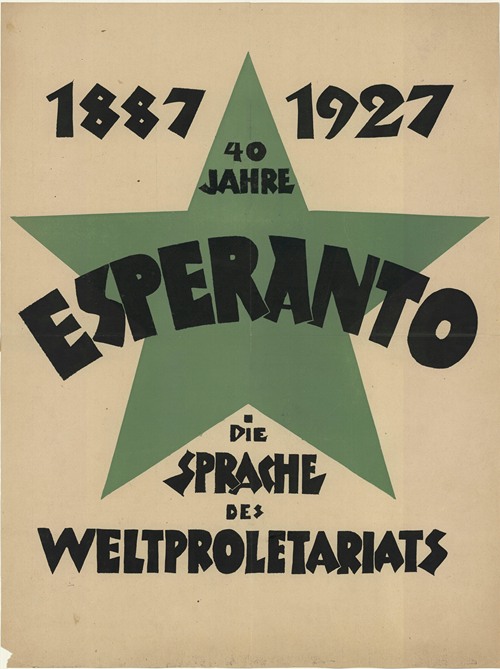 1887 1927
40
JAHRE
ESPERANTO
DIE
SPRACHE
DES
WELTPROLETARIATS